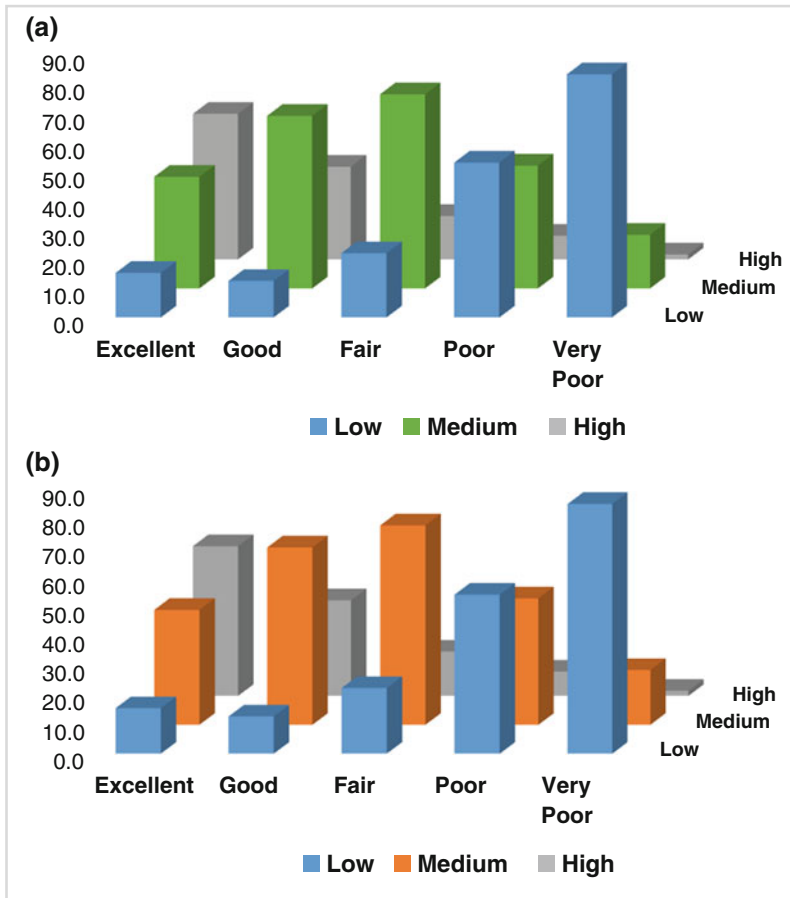 (a)
90.0
80.0
70.0
60.0
50.0
40.0
30.0
20.0
10.0
0.0
High
Medium
Low
Excellent Good Fair Poor Very Poor
Low Medium High
(b)
90.0
80.0
70.0
60.0
50.0
40.0
30.0
20.0
10.0
0.0
High
Medium
Low
Excellent Good Fair Poor Very Poor
Low Medium High